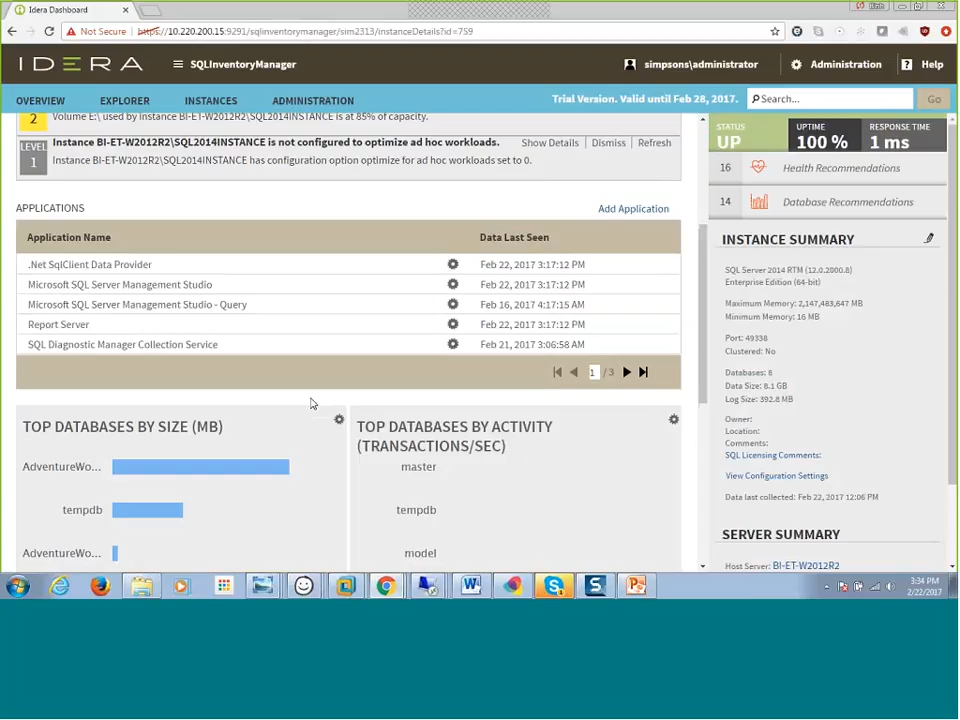 Idera Dashboard
Not Secure https://10.220.200.15:9291/sqlinventorymanager/sim2313/instanceDetails?id=759
IDERA SQLInventoryManager simpsons\administrator Administration ? Help
OVERVIEW EXPLORER INSTANCES ADMINISTRATION Trial Version. Valid until Feb 28, 2017. Search... Go
2 Volume E:\ used by Instance BI-ET-W2012R2\SQL2014INSTANCE is at 85% of capacity.
LEVEL 1
Instance BI-ET-W2012R2\SQL2014INSTANCE is not configured to optimize ad hoc workloads. Show Details Dismiss Refresh
Instance BI-ET-W2012R2\SQL2014INSTANCE has configuration option optimize for ad hoc workloads set to 0.
APPLICATIONS Add Application
Application Name Data Last Seen
.Net SqlClient Data Provider Feb 22, 2017 3:17:12 PM
Microsoft SQL Server Management Studio Feb 22, 2017 3:17:12 PM
Microsoft SQL Server Management Studio - Query Feb 16, 2017 4:17:15 AM
Report Server Feb 22, 2017 3:17:12 PM
SQL Diagnostic Manager Collection Service Feb 21, 2017 3:06:58 AM
1 / 3
TOP DATABASES BY SIZE (MB)
AdventureWo...
tempdb
AdventureWo...
TOP DATABASES BY ACTIVITY
(TRANSACTIONS/SEC)
master
tempdb
model
STATUS UPTIME RESPONSE TIME
UP 100 % 1 ms
16 Health Recommendations
14 Database Recommendations
INSTANCE SUMMARY
SQL Server 2014 RTM (12.0.2000.8)
Enterprise Edition (64-bit)
Maximum Memory: 2,147,483,647 MB
Minimum Memory: 16 MB
Port: 49338
Clustered: No
Databases: 8
Data Size: 8.1 GB
Log Size: 392.8 MB
Owner:
Location:
Comments:
SQL Licensing Comments:
View Configuration Settings
Data last collected: Feb 22, 2017 12:06 PM
SERVER SUMMARY
Host Server: BI-ET-W2012R2
3:34 PM
2/22/2017